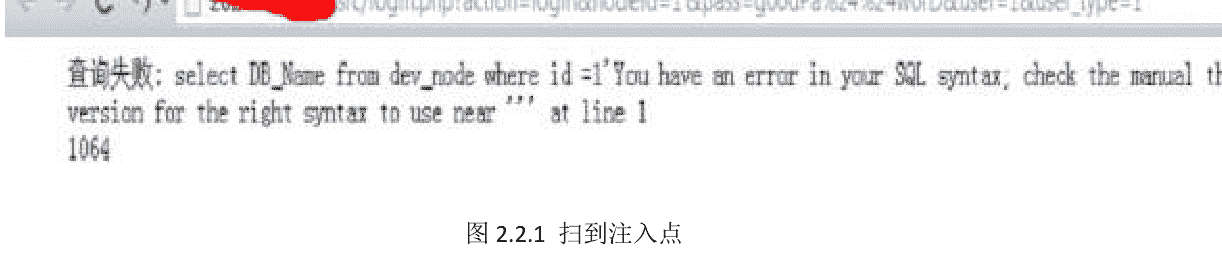 查询失败: select DB_Name from dev_node where id =1'You have an error in your SQL syntax; check the manual th
version for the right syntax to use near ''' at line 1
1064
图 2.2.1 扫到注入点